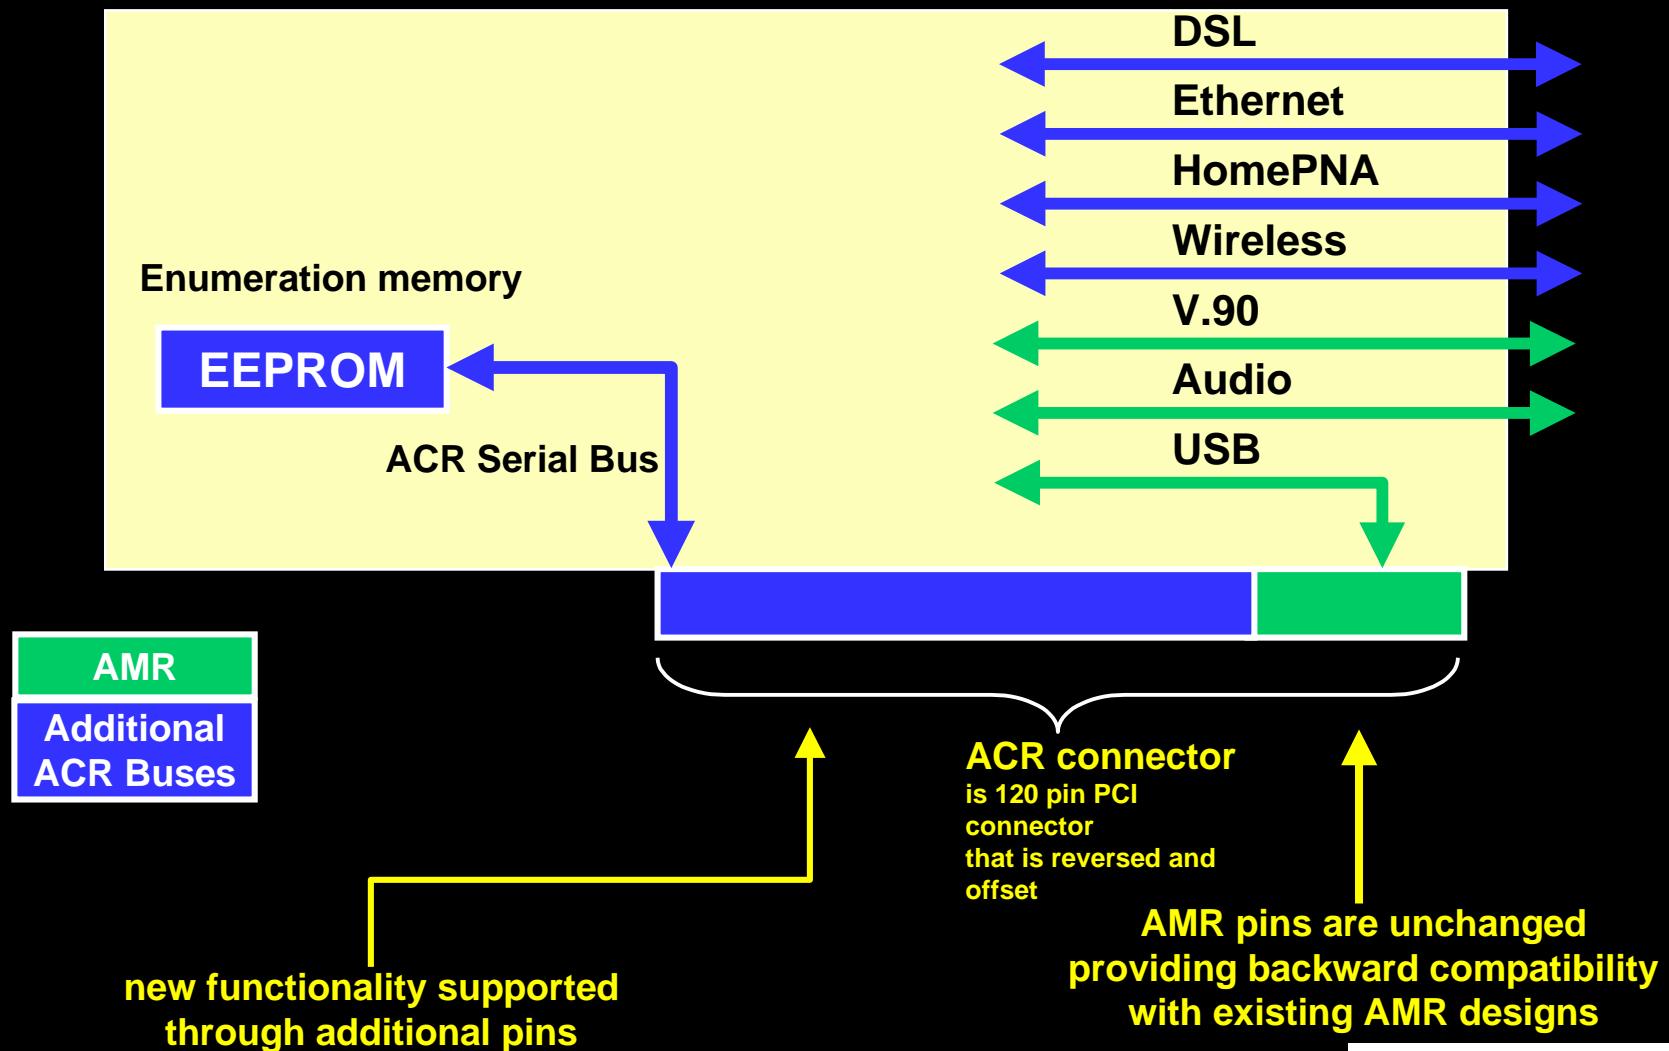 DSL
Ethernet
HomePNA
Wireless
V.90
Audio
USB
Enumeration memory
EEPROM
ACR Serial Bus
AMR
Additional
ACR Buses
ACR connector
is 120 pin PCI
connector
that is reversed and
offset
AMR pins are unchanged
providing backward compatibility
with existing AMR designs
new functionality supported
through additional pins